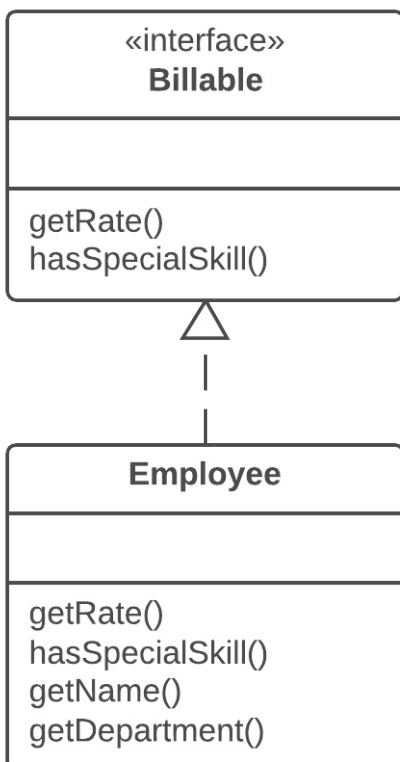 «interface»
Billable
getRate()
hasSpecialSkill()
Employee
getRate()
hasSpecialSkill()
getName()
getDepartment()